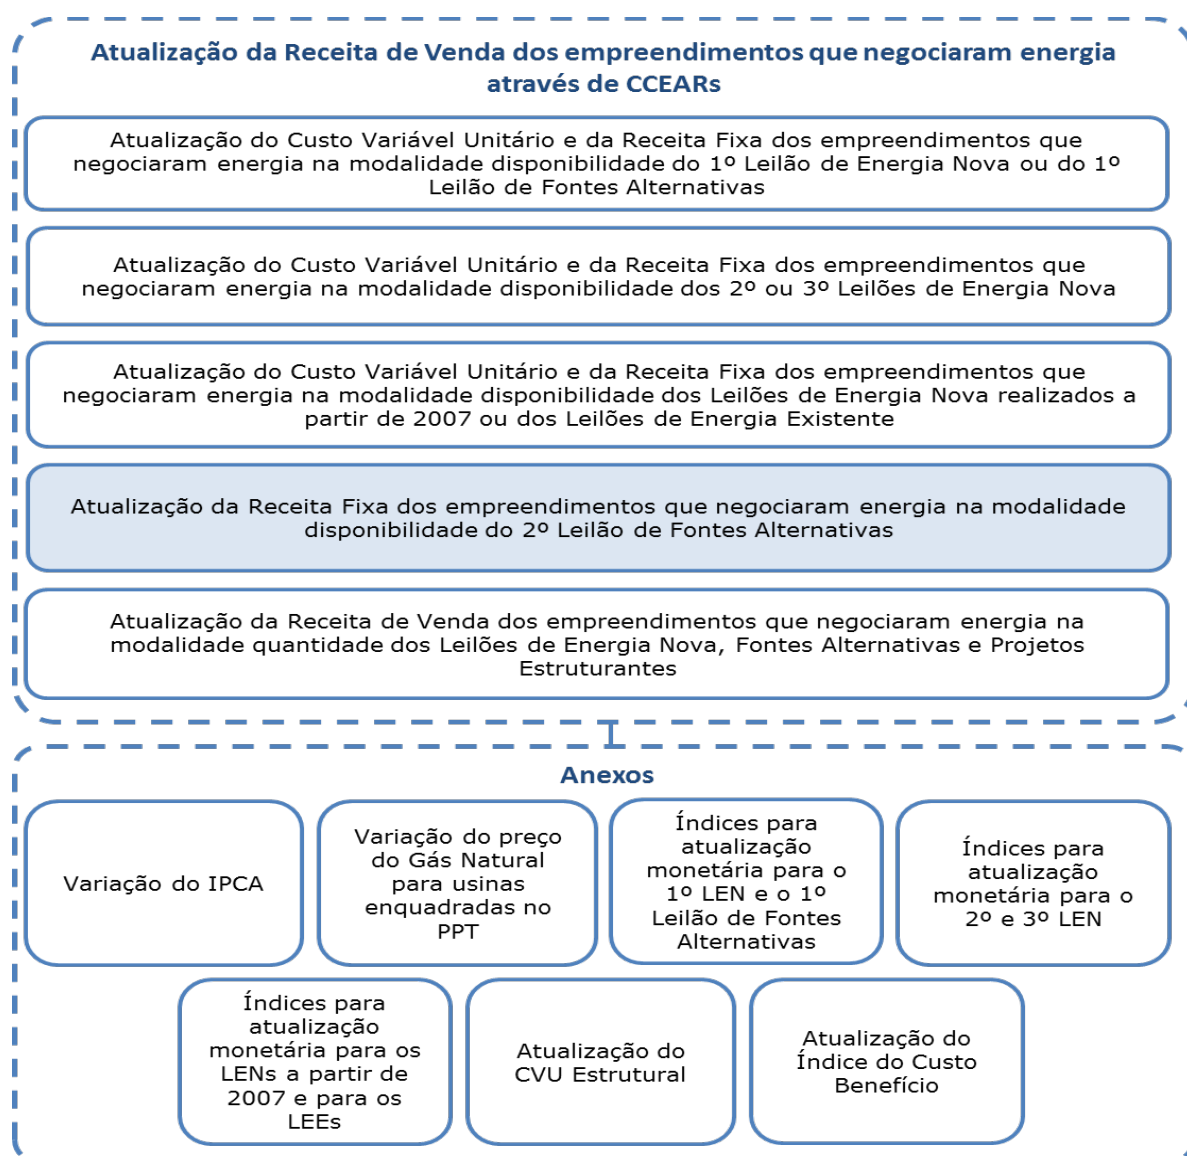 Atualização da Receita de Venda dos empreendimentos que negociaram energia
através de CCEARs
Atualização do Custo Variável Unitário e da Receita Fixa dos empreendimentos que
negociaram energia na modalidade disponibilidade do 1º Leilão de Energia Nova ou do 1º
Leilão de Fontes Alternativas
Atualização do Custo Variável Unitário e da Receita Fixa dos empreendimentos que
negociaram energia na modalidade disponibilidade dos 2º ou 3º Leilões de Energia Nova
Atualização do Custo Variável Unitário e da Receita Fixa dos empreendimentos que
negociaram energia na modalidade disponibilidade dos Leilões de Energia Nova realizados a
partir de 2007 ou dos Leilões de Energia Existente
Atualização da Receita Fixa dos empreendimentos que negociaram energia na modalidade
disponibilidade do 2º Leilão de Fontes Alternativas
Atualização da Receita de Venda dos empreendimentos que negociaram energia na
modalidade quantidade dos Leilões de Energia Nova, Fontes Alternativas e Projetos
Estruturantes
Anexos
Variação do IPCA
Variação do preço
do Gás Natural
para usinas
enquadradas no
PPT
Índices para
atualização
monetária para o
1º LEN e o 1º
Leilão de Fontes
Alternativas
Índices para
atualização
monetária para o
2º e 3º LEN
Índices para
atualização
monetária para os
LENs a partir de
2007 e para os
LEEs
Atualização do
CVU Estrutural
Atualização do
Índice do Custo
Benefício